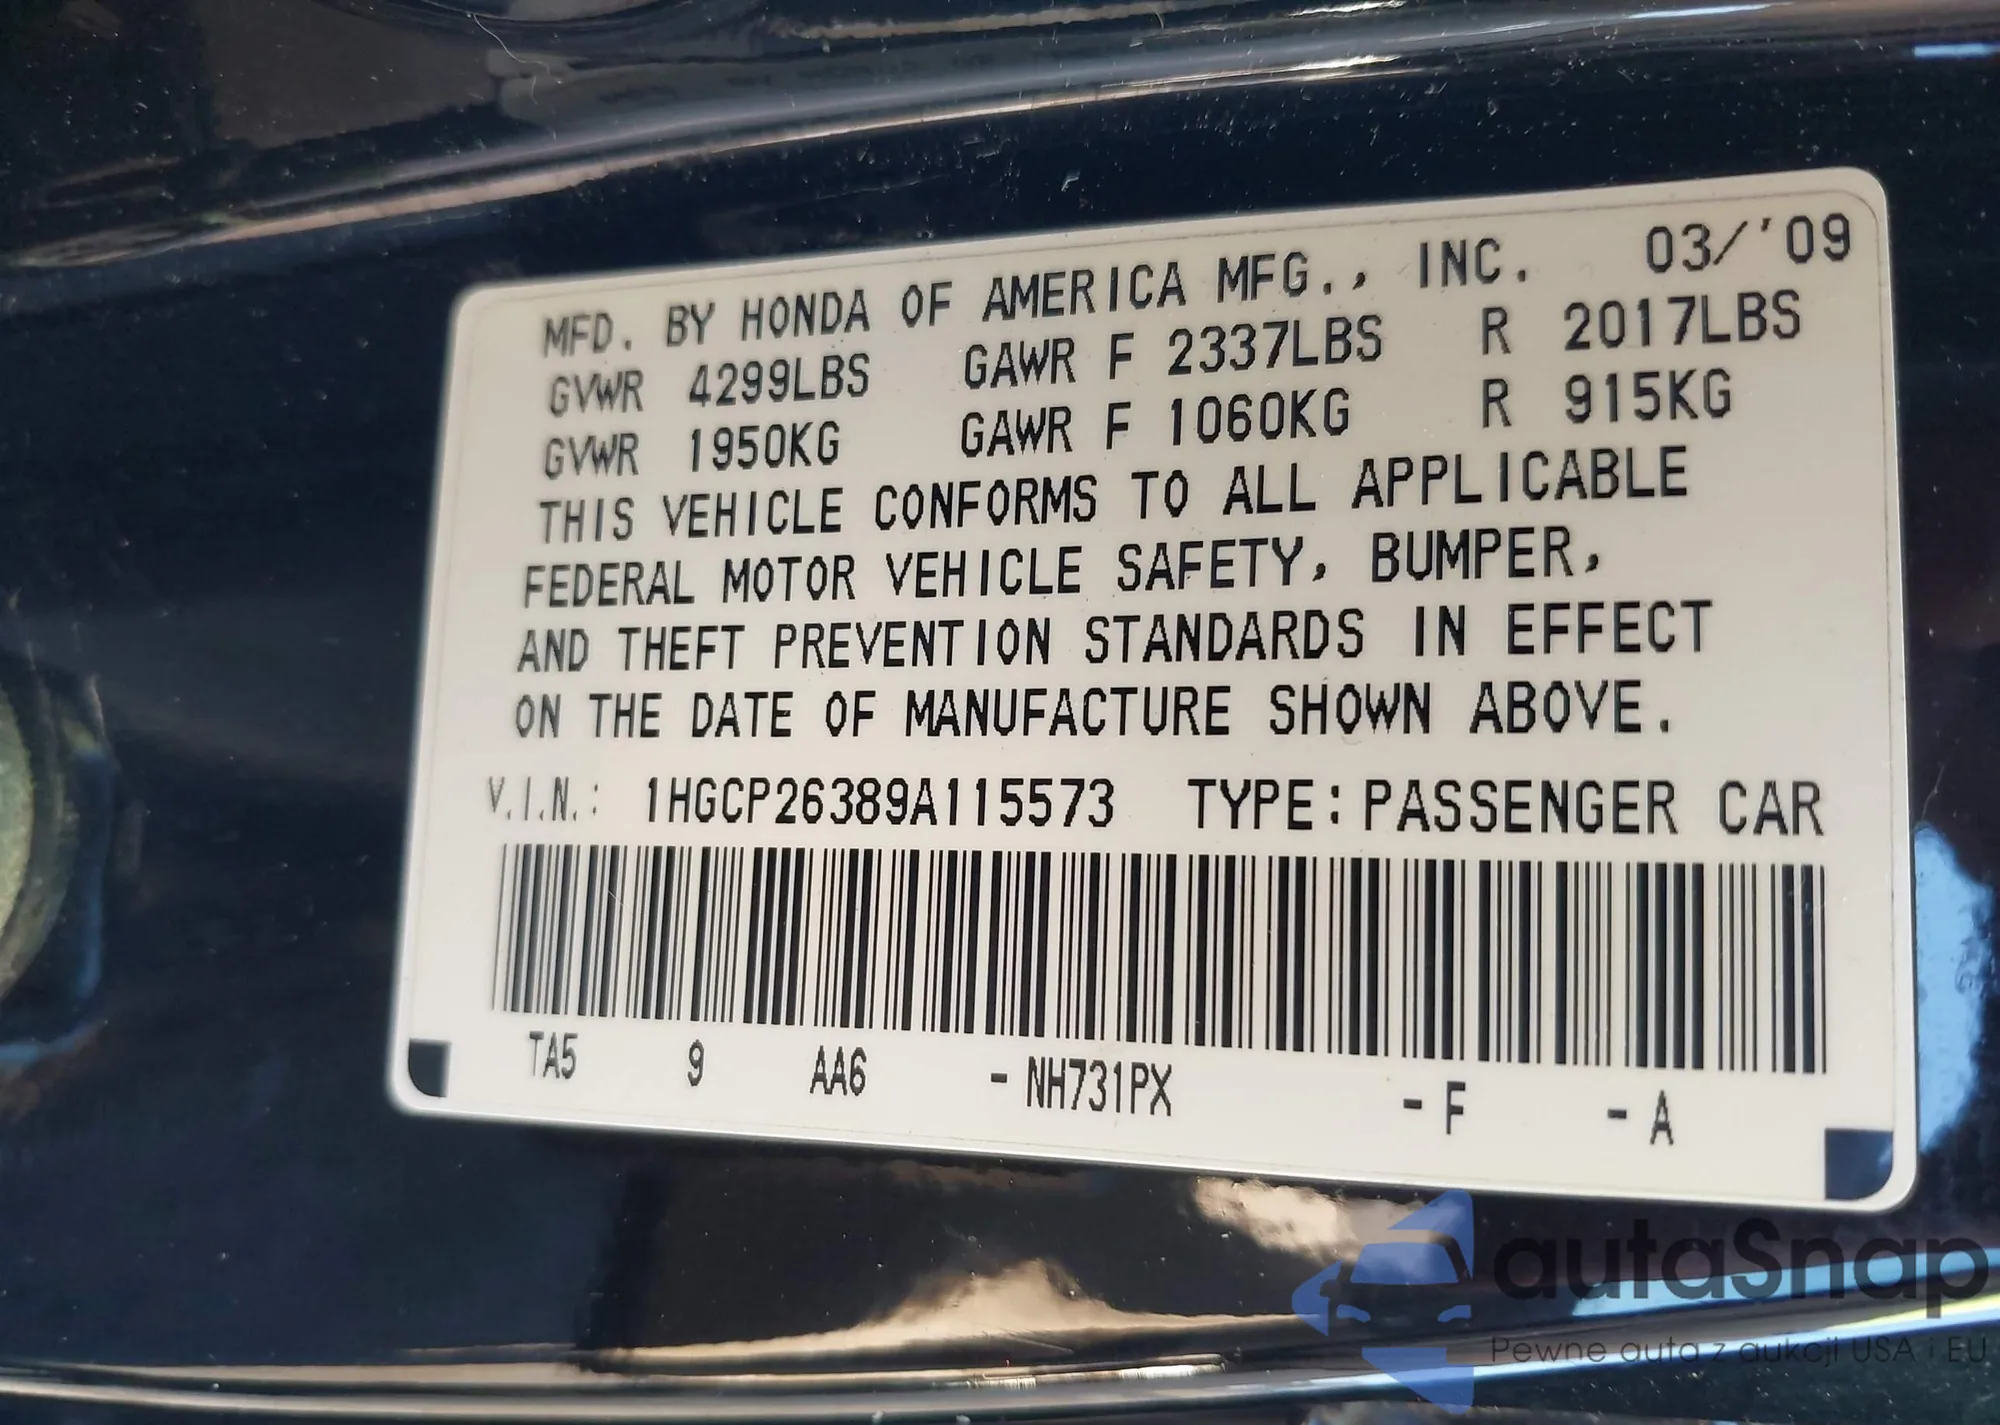 MFD. BY HONDA OF AMERICA MFG., INC. 03/'09
GVWR 4299LBS GAWR F 2337LBS R 2017LBS
GVWR 1950KG GAWR F 1060KG R 915KG
THIS VEHICLE CONFORMS TO ALL APPLICABLE
FEDERAL MOTOR VEHICLE SAFETY, BUMPER,
AND THEFT PREVENTION STANDARDS IN EFFECT
ON THE DATE OF MANUFACTURE SHOWN ABOVE.
V.I.N.: 1HGCP26389A115573 TYPE:PASSENGER CAR
TA5 9 AA6 -NH731PX -F -A
autaSnap
Pewne auta z aukcji USA i EU